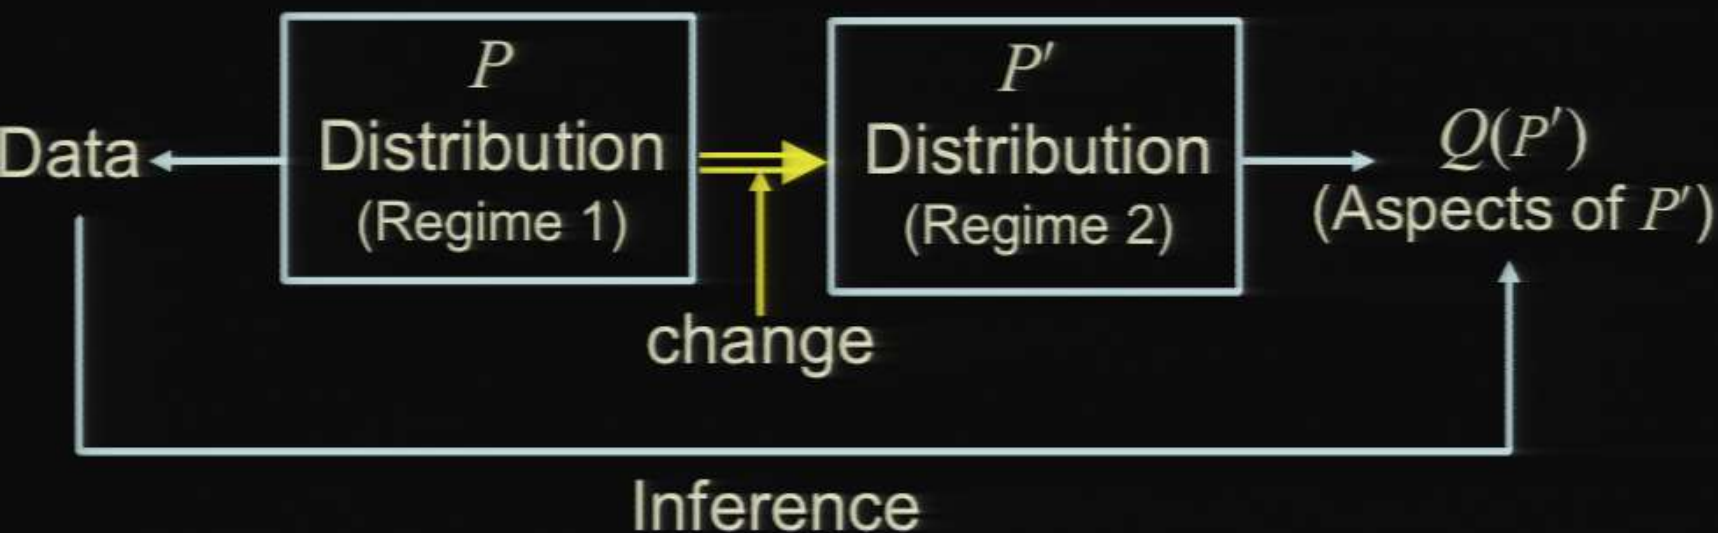 P
Distribution
(Regime 1)
P′
Distribution
(Regime 2)
Data
Q(P′)
(Aspects of P′)
change
Inference